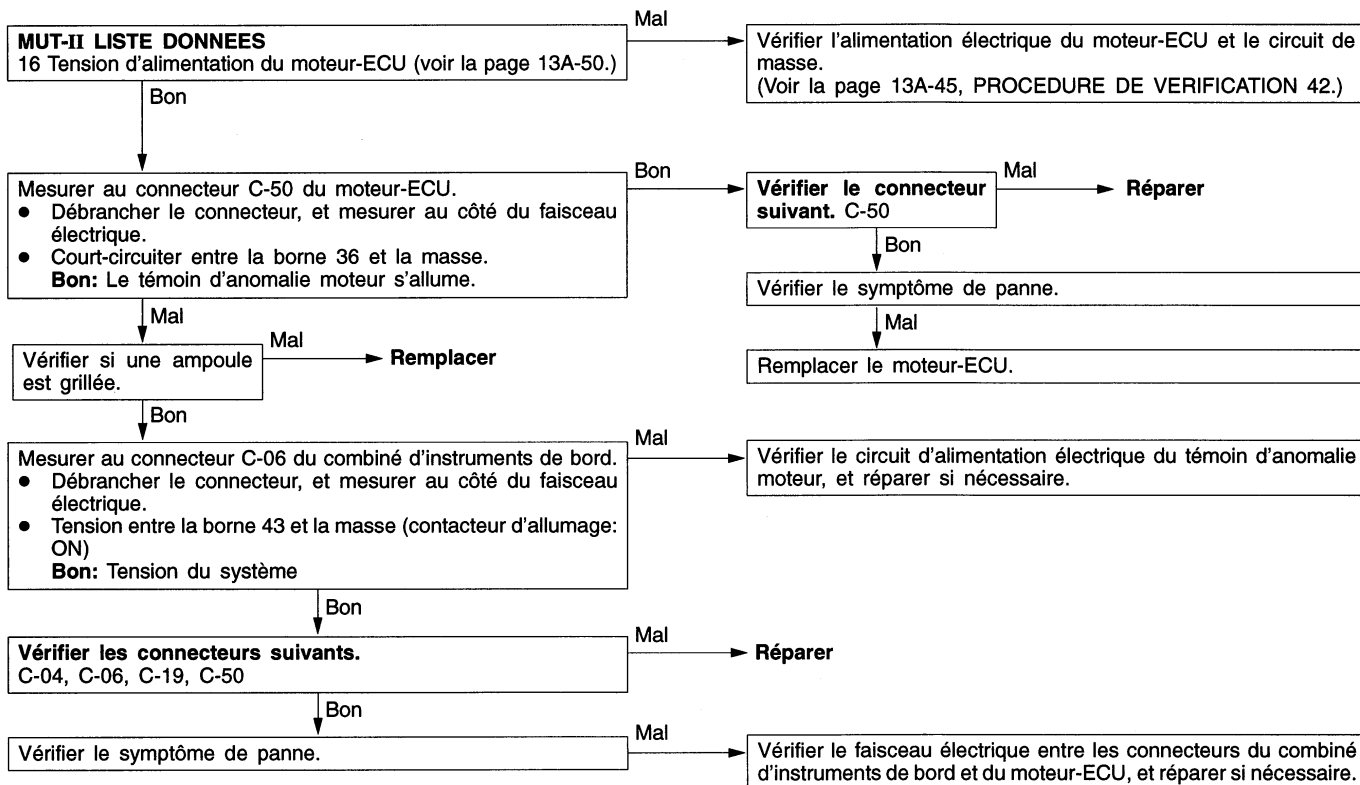 Mal
MUT-II LISTE DONNEES
16 Tension d'alimentation du moteur-ECU (voir la page 13A-50.)
Vérifier l'alimentation électrique du moteur-ECU et le circuit de
masse.
(Voir la page 13A-45, PROCEDURE DE VERIFICATION 42.)
Bon
Mesurer au connecteur C-50 du moteur-ECU.
● Débrancher le connecteur, et mesurer au côté du faisceau
électrique.
● Court-circuiter entre la borne 36 et la masse.
Bon: Le témoin d'anomalie moteur s'allume.
Bon
Vérifier le connecteur
suivant. C-50
Mal
Réparer
Bon
Vérifier le symptôme de panne.
Mal
Remplacer le moteur-ECU.
Mal
Vérifier si une ampoule
est grillée.
Mal
Remplacer
Bon
Mesurer au connecteur C-06 du combiné d'instruments de bord.
● Débrancher le connecteur, et mesurer au côté du faisceau
électrique.
● Tension entre la borne 43 et la masse (contacteur d'allumage:
ON)
Bon: Tension du système
Mal
Vérifier le circuit d'alimentation électrique du témoin d'anomalie
moteur, et réparer si nécessaire.
Bon
Vérifier les connecteurs suivants.
C-04, C-06, C-19, C-50
Mal
Réparer
Bon
Vérifier le symptôme de panne.
Mal
Vérifier le faisceau électrique entre les connecteurs du combiné
d'instruments de bord et du moteur-ECU, et réparer si nécessaire.